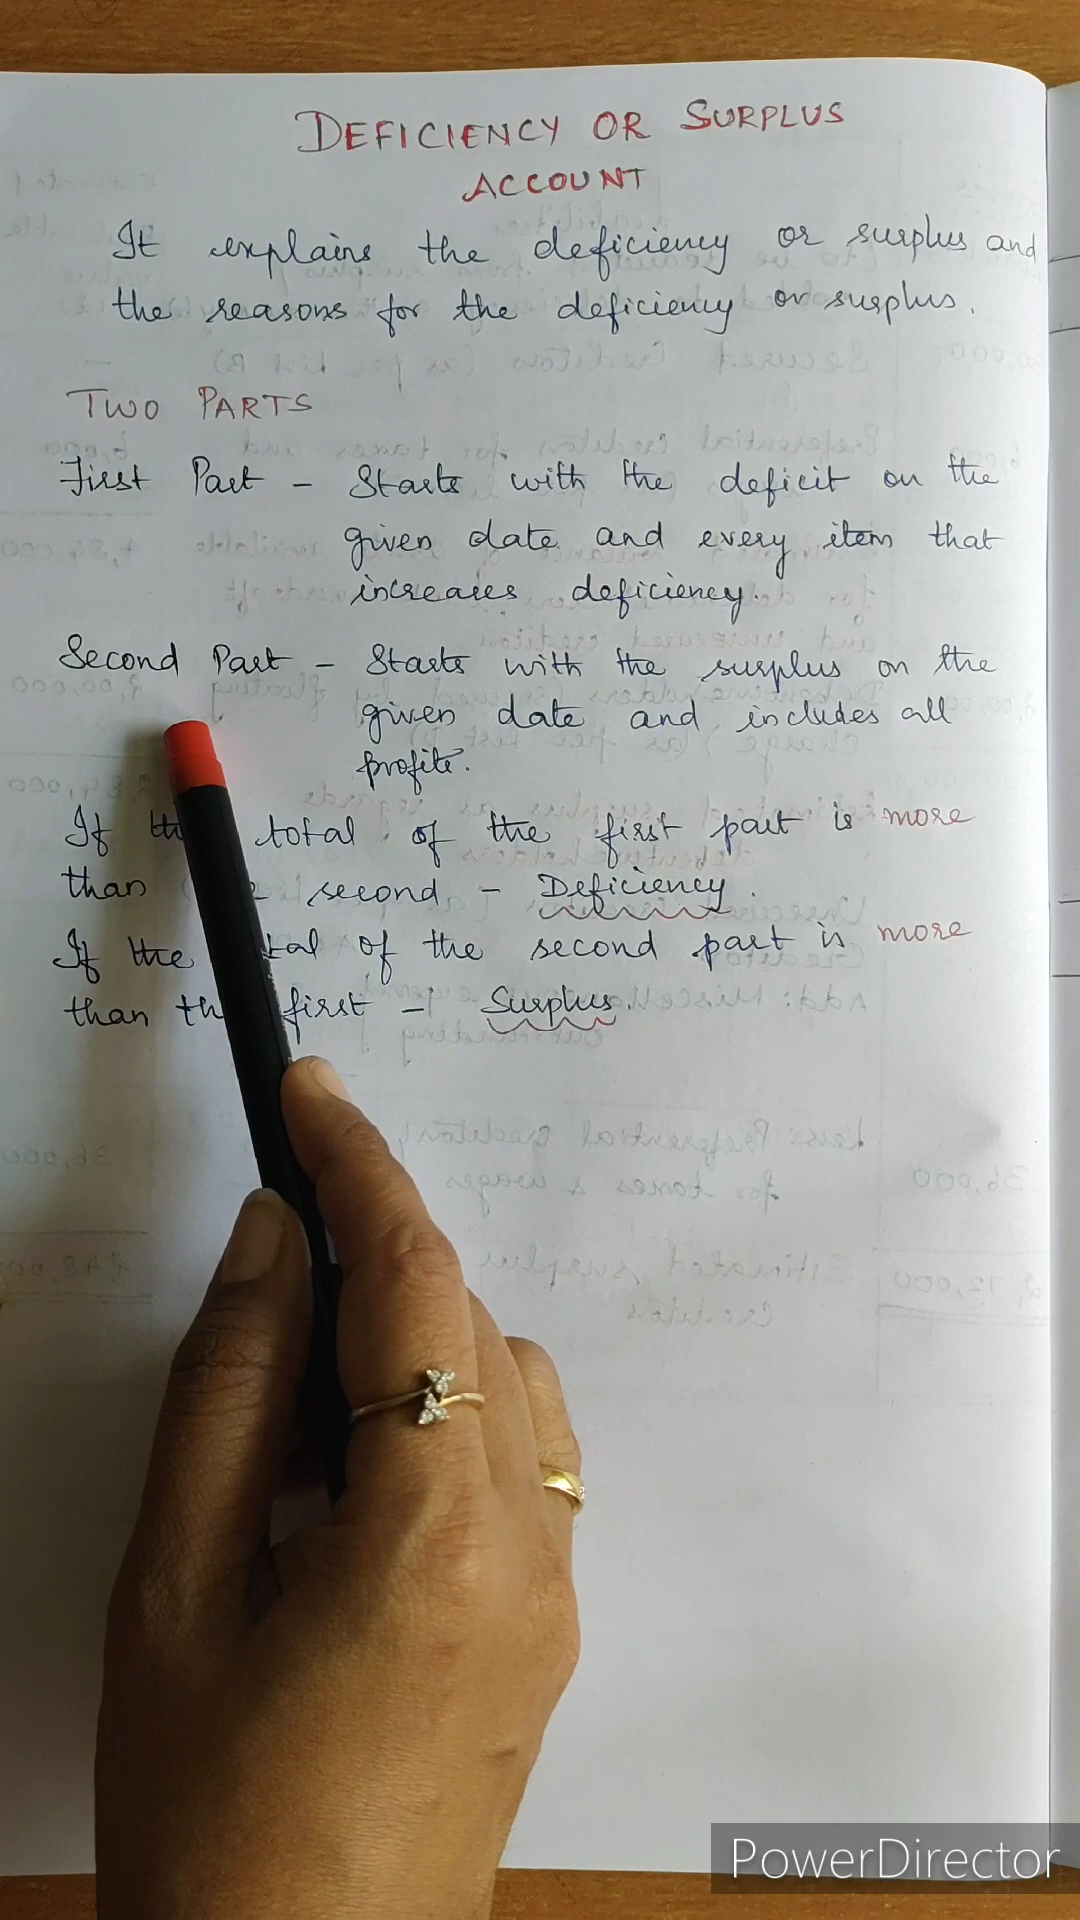 DEFICIENCY OR SURPLUS
ACCOUNT
It explains the deficiency or surplus and
the reasons for the deficiency or surplus.
TWO PARTS
First Part - Starts with the deficit on the
given date and every item that
increases deficiency.
Second Part - Starts with the surplus on the
given date and includes all
profits.
If total of the first part is more
than second - Deficiency.
If the of the second part is more
than first - Surplus.
PowerDirector